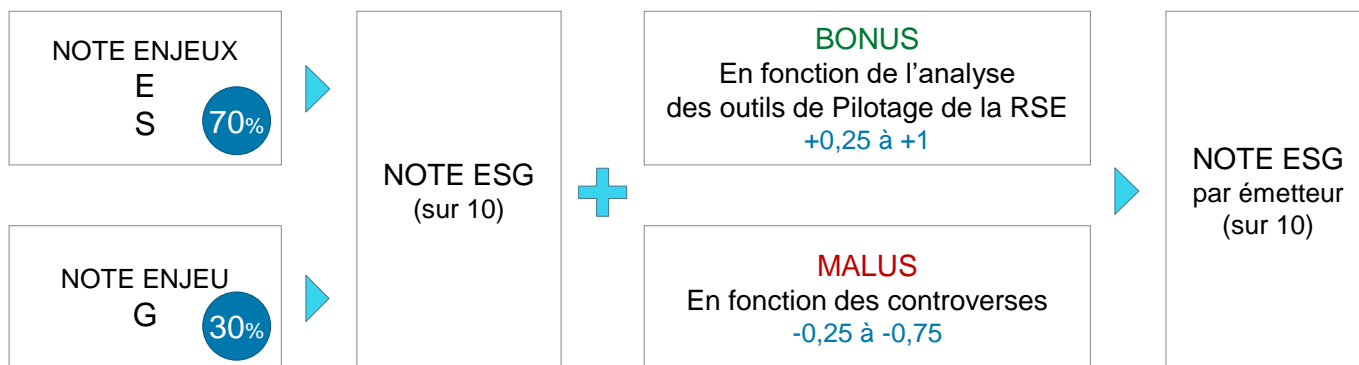 NOTE ENJEUX
E
S
70%
NOTE ENJEU
G
30%
NOTE ESG
(sur 10)
BONUS
En fonction de l’analyse
des outils de Pilotage de la RSE
+0,25 à +1
MALUS
En fonction des controverses
-0,25 à -0,75
NOTE ESG
par émetteur
(sur 10)